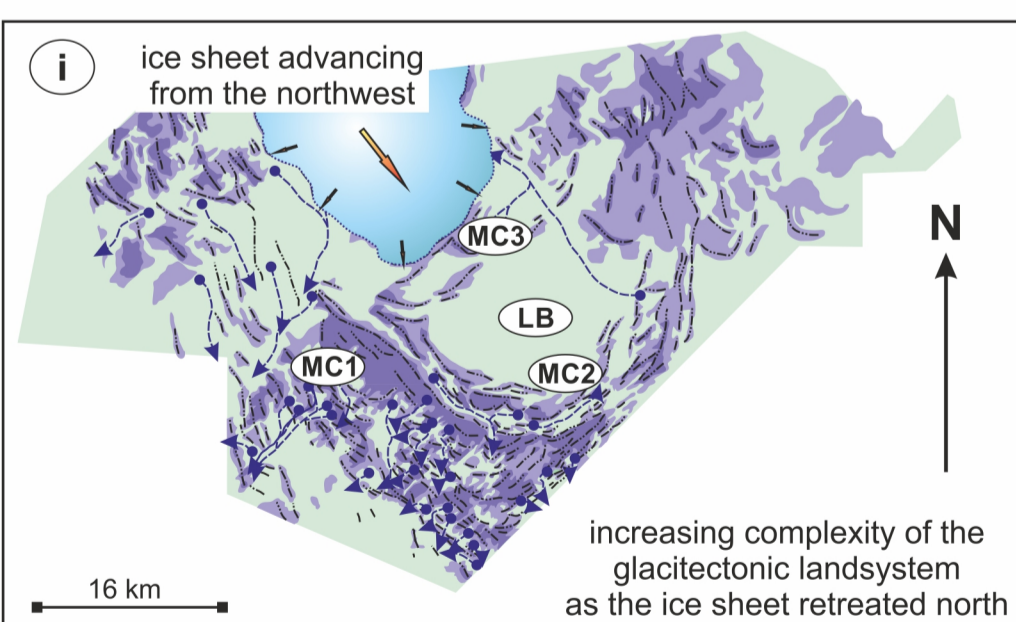 i
ice sheet advancing
from the northwest
N
MC3
LB
MC1
MC2
increasing complexity of the
glacitectonic landsystem
as the ice sheet retreated north
16 km